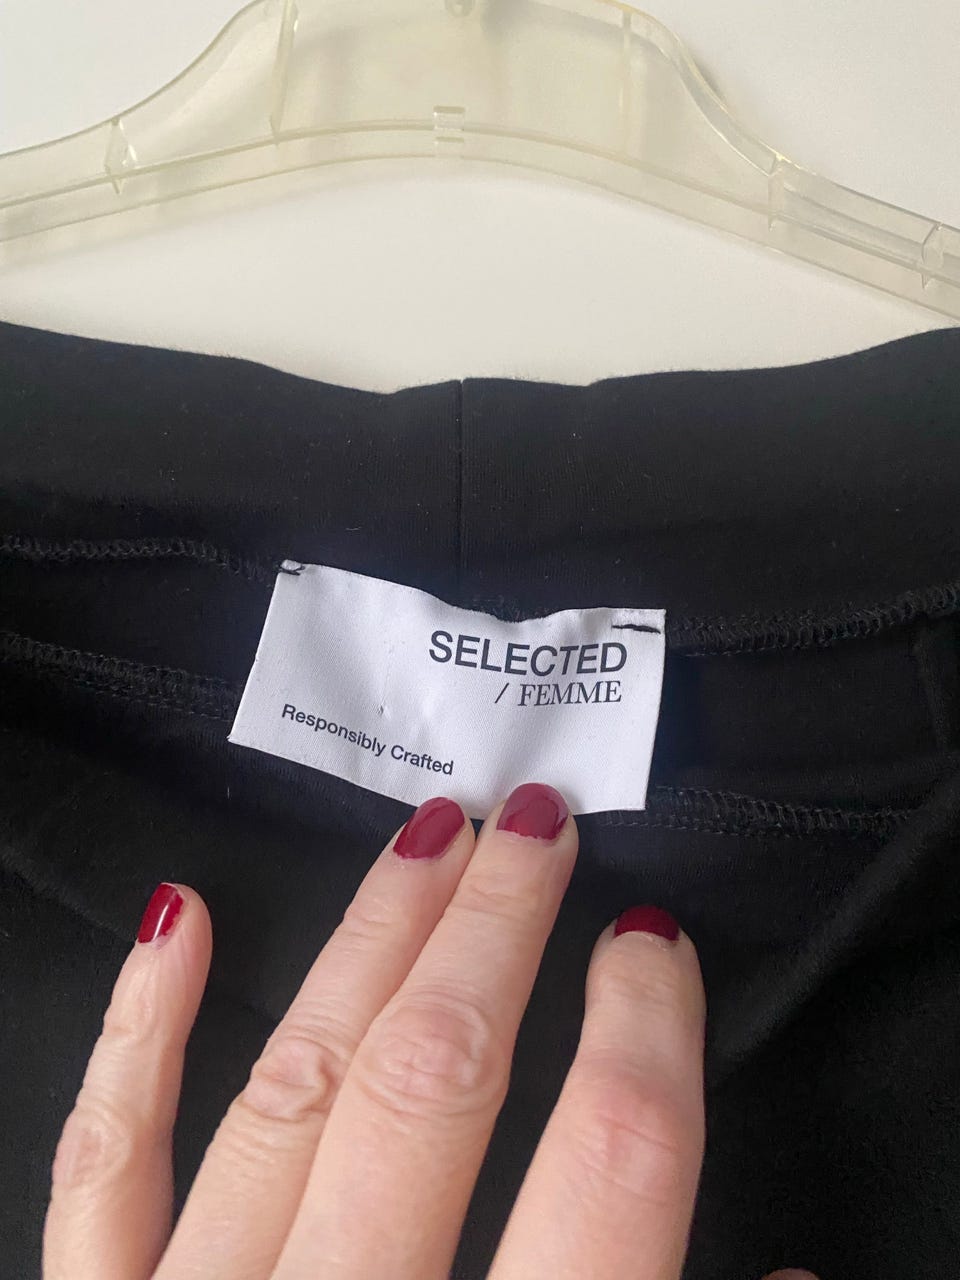 SELECTED
/ FEMME
Responsibly Crafted